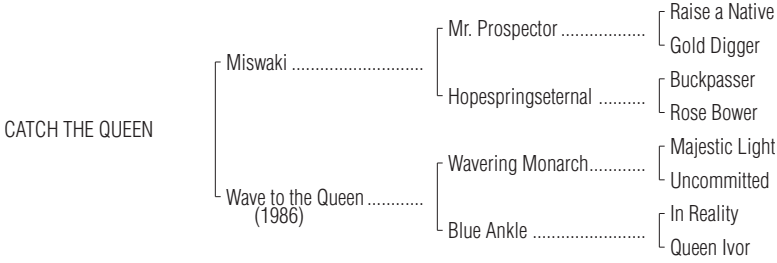 Raise a Native
Mr. Prospector ...................
Gold Digger
Miswaki ............................
Buckpasser
Hopespringseternal ..........
Rose Bower
CATCH THE QUEEN
Majestic Light
Wavering Monarch............
Uncommitted
Wave to the Queen ............
(1986)
In Reality
Blue Ankle ........................
Queen Ivor